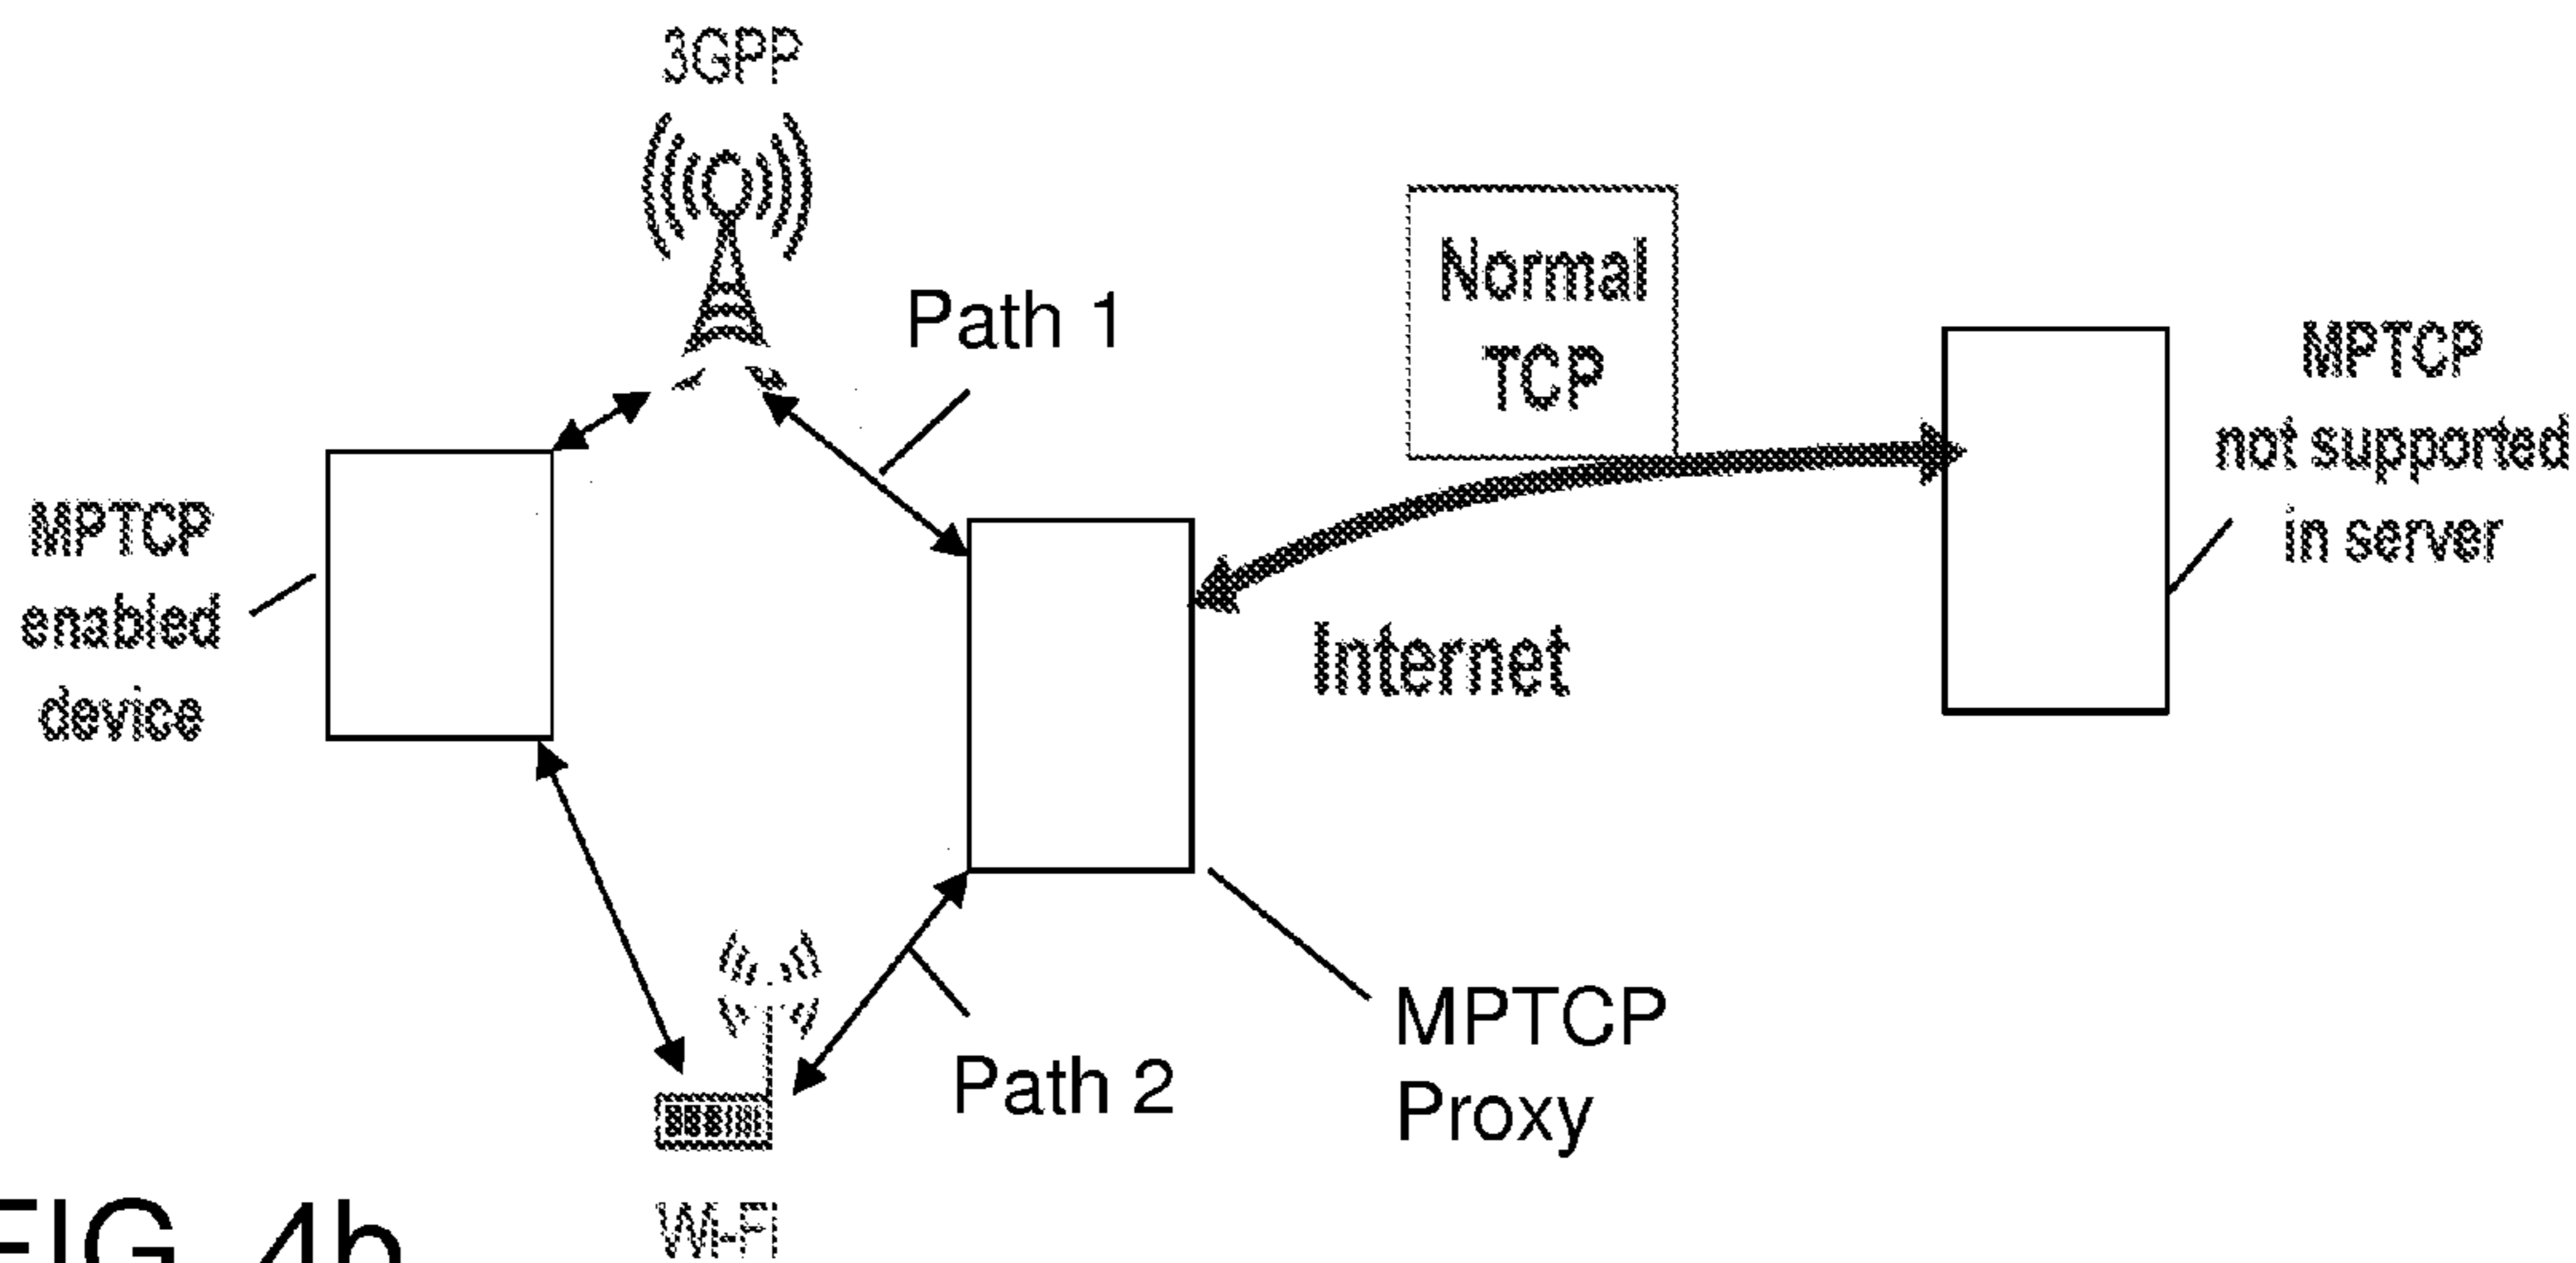 3GPP
Path 1
Normal
TCP
MPTCP
not supported
in server
MPTCP
enabled
device
Internet
MPTCP
Proxy
Path 2
Wi-Fi
FIG. 4b